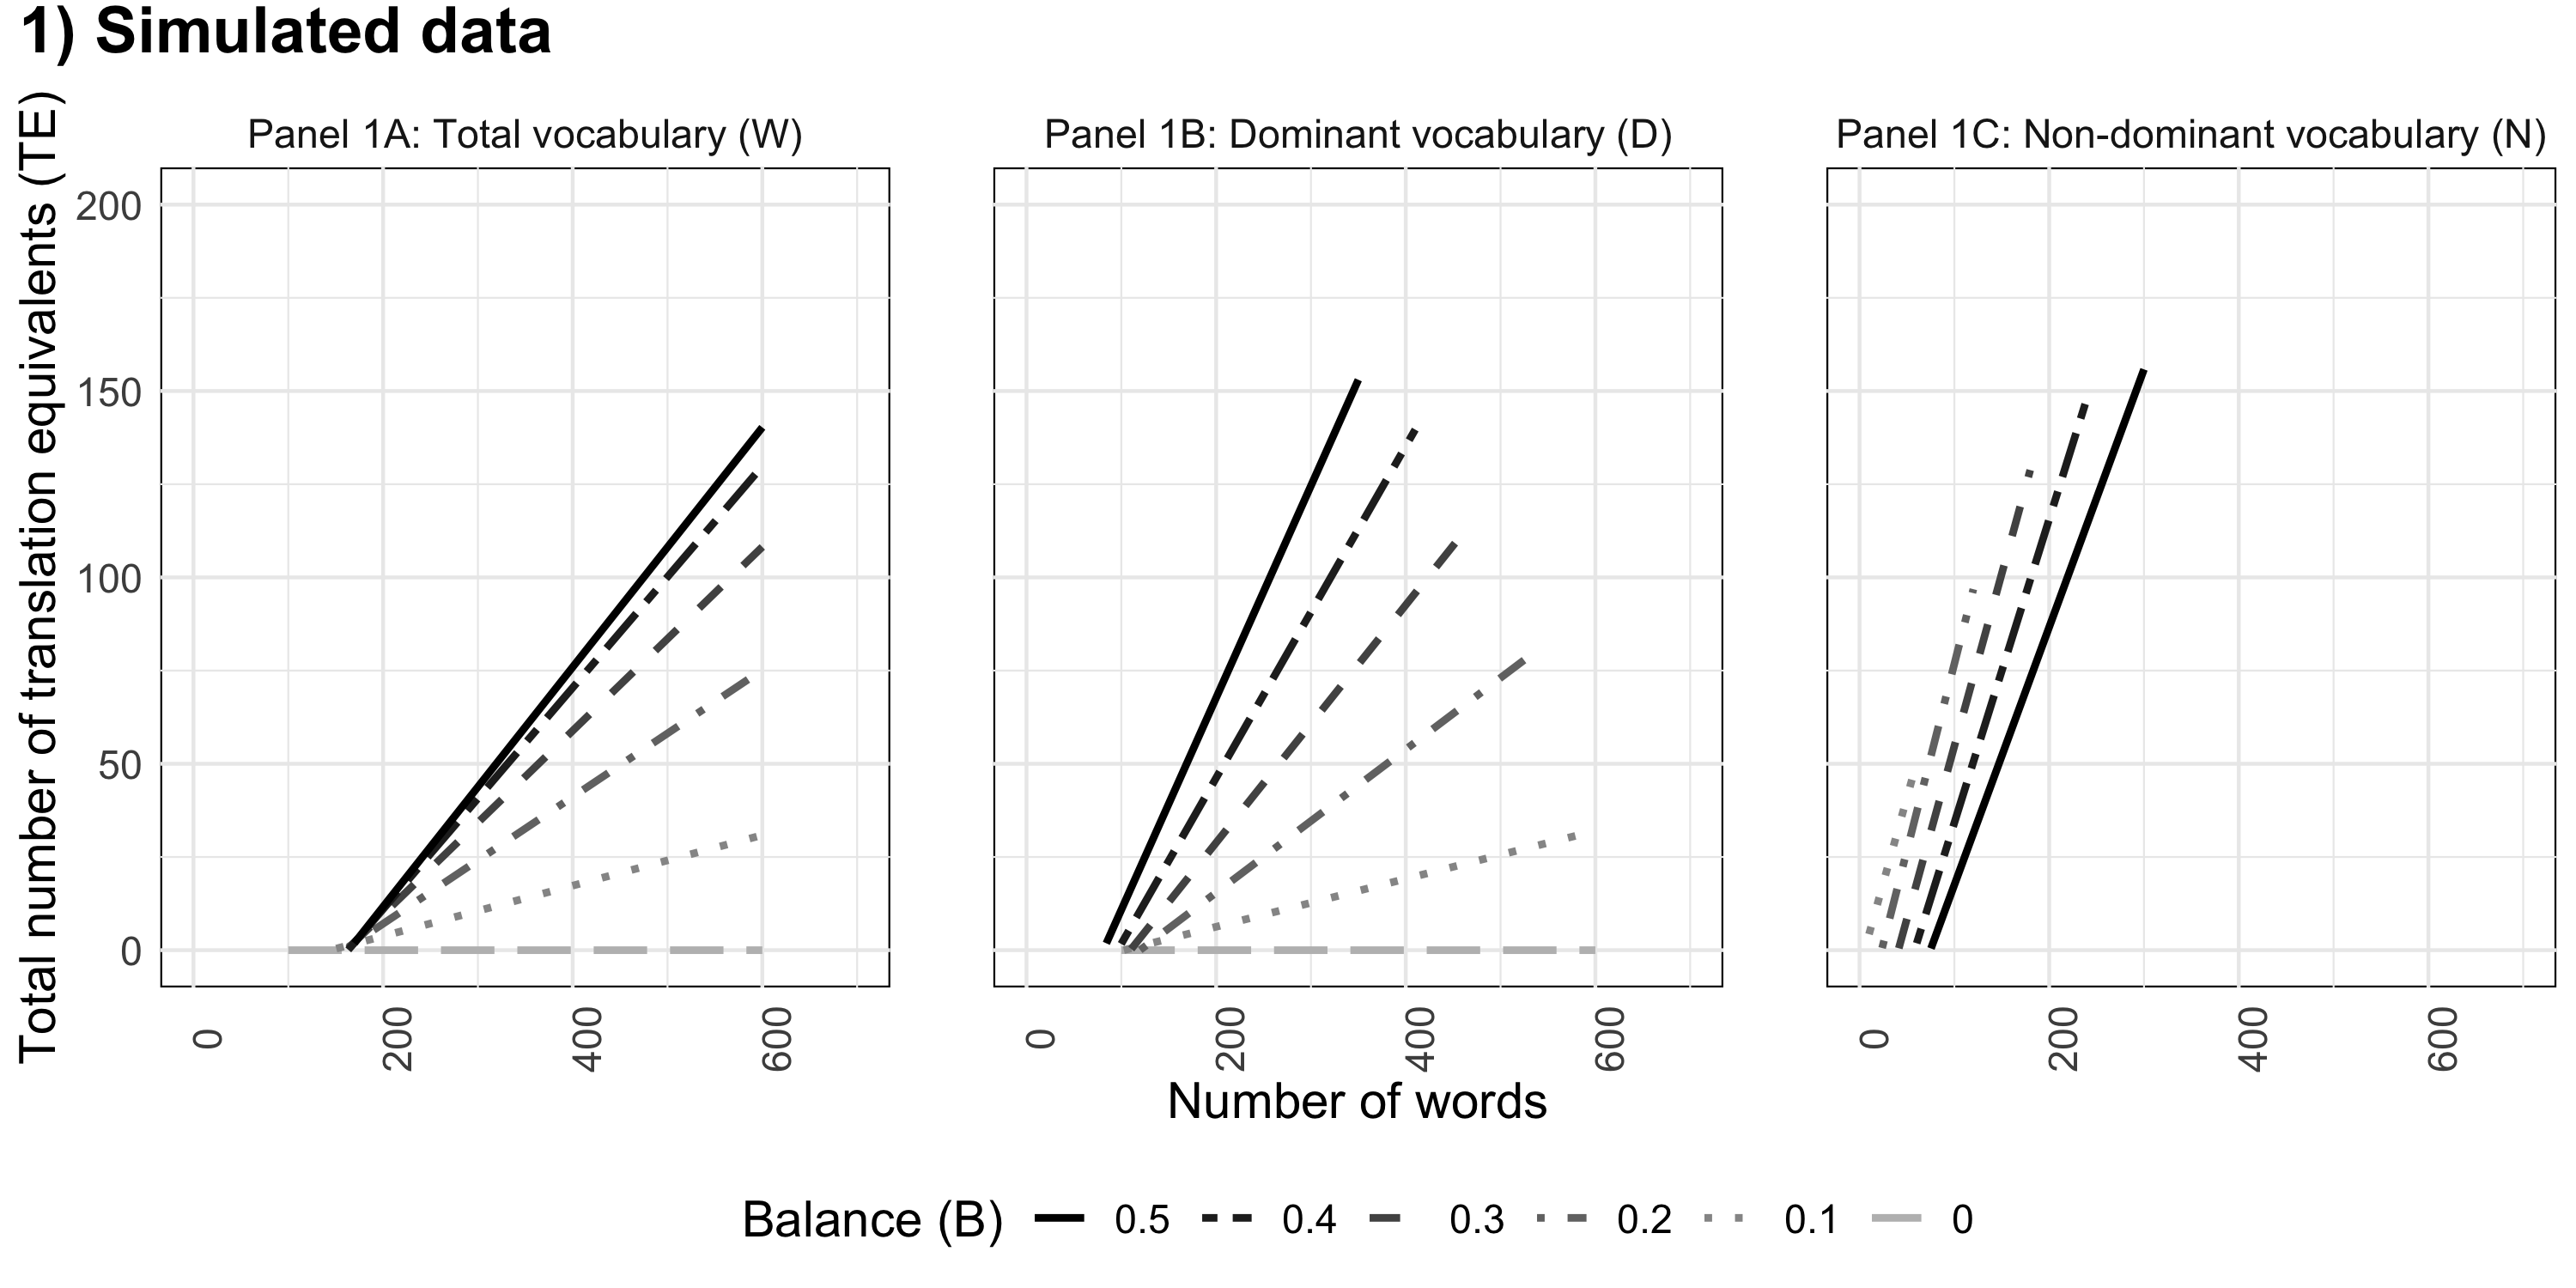 1) Simulated data
Total number of translation equivalents (TE)
Panel 1A: Total vocabulary (W)
Panel 1B: Dominant vocabulary (D)
Panel 1C: Non-dominant vocabulary (N)
200
150
100
50
0
0 200 400 600
0 200 400 600
0 200 400 600
Number of words
Balance (B) 0.5 0.4 0.3 0.2 0.1 0